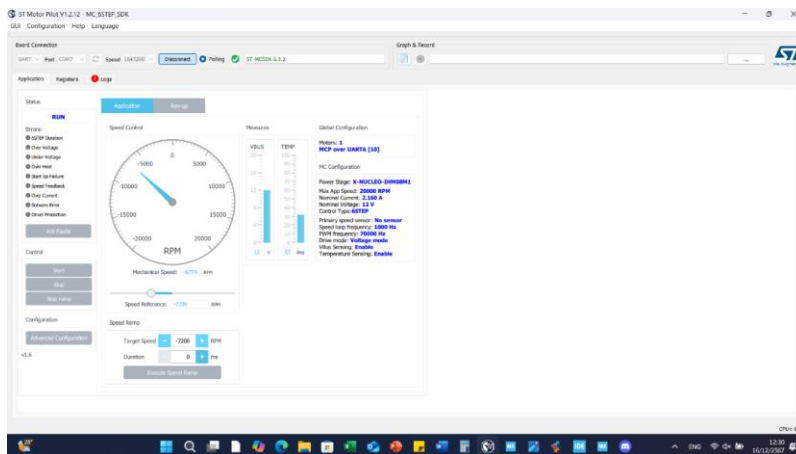 ST Motor Pilot V1.2.12 - MC_6STEP_SDK
GUI Configuration Help Language
Board Connection
Graph & Record
UART Port COM7 Speed 1843200 Disconnect Polling ST MCSDK 6.3.2
...
Application Registers Logs
Status
RUN
Errors:
6STEP Duration
Over Voltage
Under Voltage
Over Heat
Start Up Failure
Speed Feedback
Over Current
Software Error
Driver Protection
Ack Faults
Control
Start
Stop
Stop ramp
Configuration
Advanced Configuration
v1.6
Application Rev-up
Speed Control
-5000 0 5000
-10000 10000
-15000 15000
-20000 20000
RPM
Mechanical Speed: RPM
Speed Reference: -7200 RPM
Speed Ramp
Target Speed - -7200 + RPM
Duration 0 + ms
Execute Speed Ramp
Measures
VBUS TEMP
12 V deg
Global Configuration
Motors: 1
MCP over UARTA [10]
MC Configuration
Power Stage: X-NUCLEO-IHM08M1
Max App Speed: 20000 RPM
Nominal Current: 2.160 A
Nominal Voltage: 12 V
Control Type: 6STEP
Primary speed sensor: No sensor
Speed loop frequency: 1000 Hz
PWM frequency: 70000 Hz
Drive mode: Voltage mode
VBus Sensing: Enable
Temperature Sensing: Enable
28°
ENG
12:30
16/12/2567